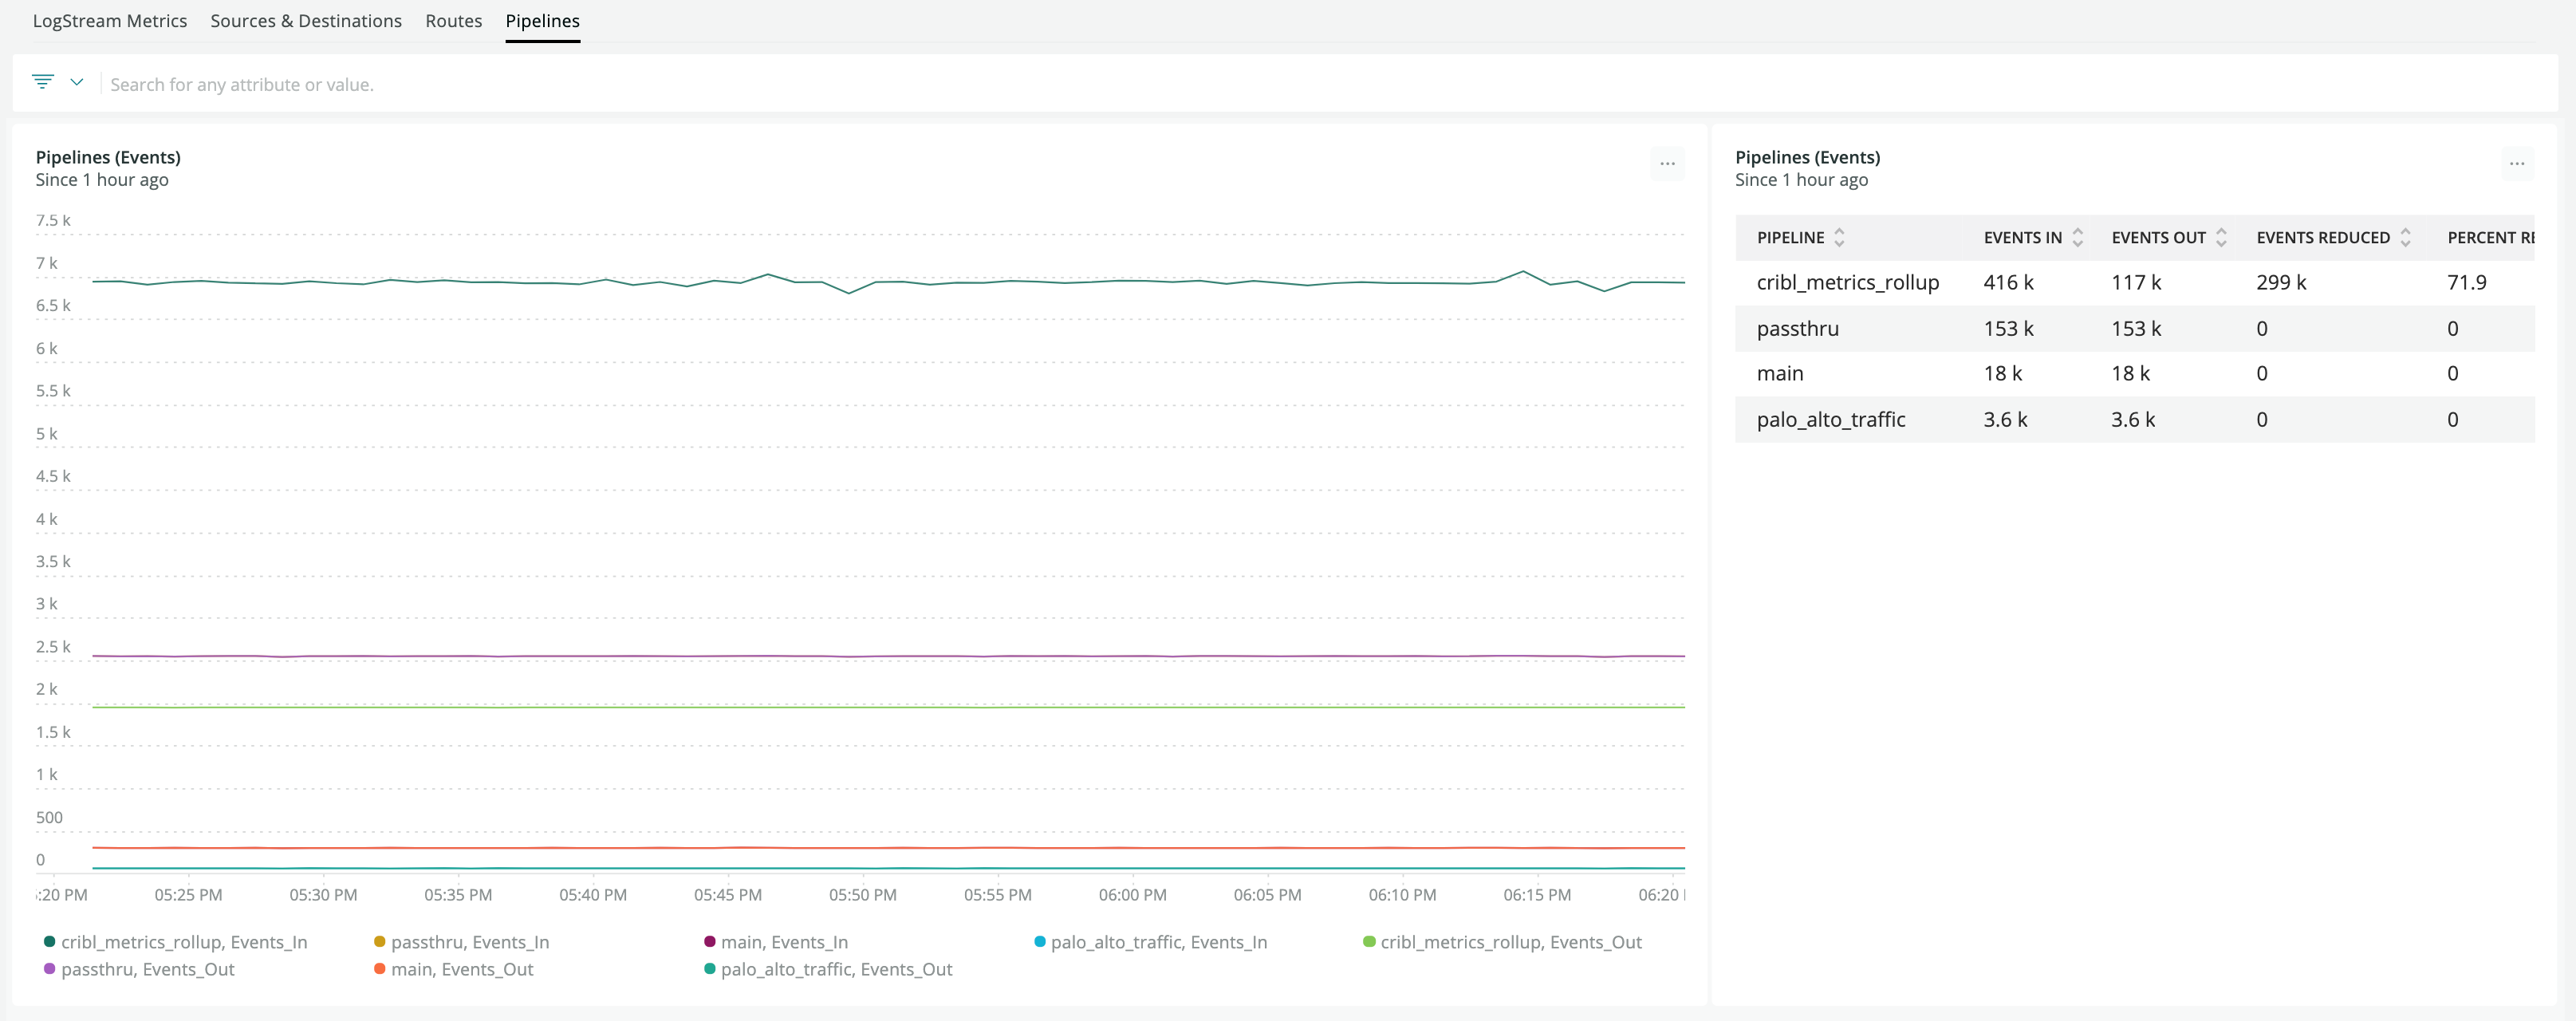 LogStream Metrics Sources & Destinations Routes Pipelines
Search for any attribute or value.
Pipelines (Events)
Since 1 hour ago
7.5 k
7 k
6.5 k
6 k
5.5 k
5 k
4.5 k
4 k
3.5 k
3 k
2.5 k
2 k
1.5 k
1 k
500
0
:20 PM 05:25 PM 05:30 PM 05:35 PM 05:40 PM 05:45 PM 05:50 PM 05:55 PM 06:00 PM 06:05 PM 06:10 PM 06:15 PM 06:20
cribl_metrics_rollup, Events_In passthru, Events_In main, Events_In palo_alto_traffic, Events_In cribl_metrics_rollup, Events_Out
passthru, Events_Out main, Events_Out palo_alto_traffic, Events_Out
Pipelines (Events)
Since 1 hour ago
PIPELINE EVENTS IN EVENTS OUT EVENTS REDUCED PERCENT RE
cribl_metrics_rollup 416 k 117 k 299 k 71.9
passthru 153 k 153 k 0 0
main 18 k 18 k 0 0
palo_alto_traffic 3.6 k 3.6 k 0 0